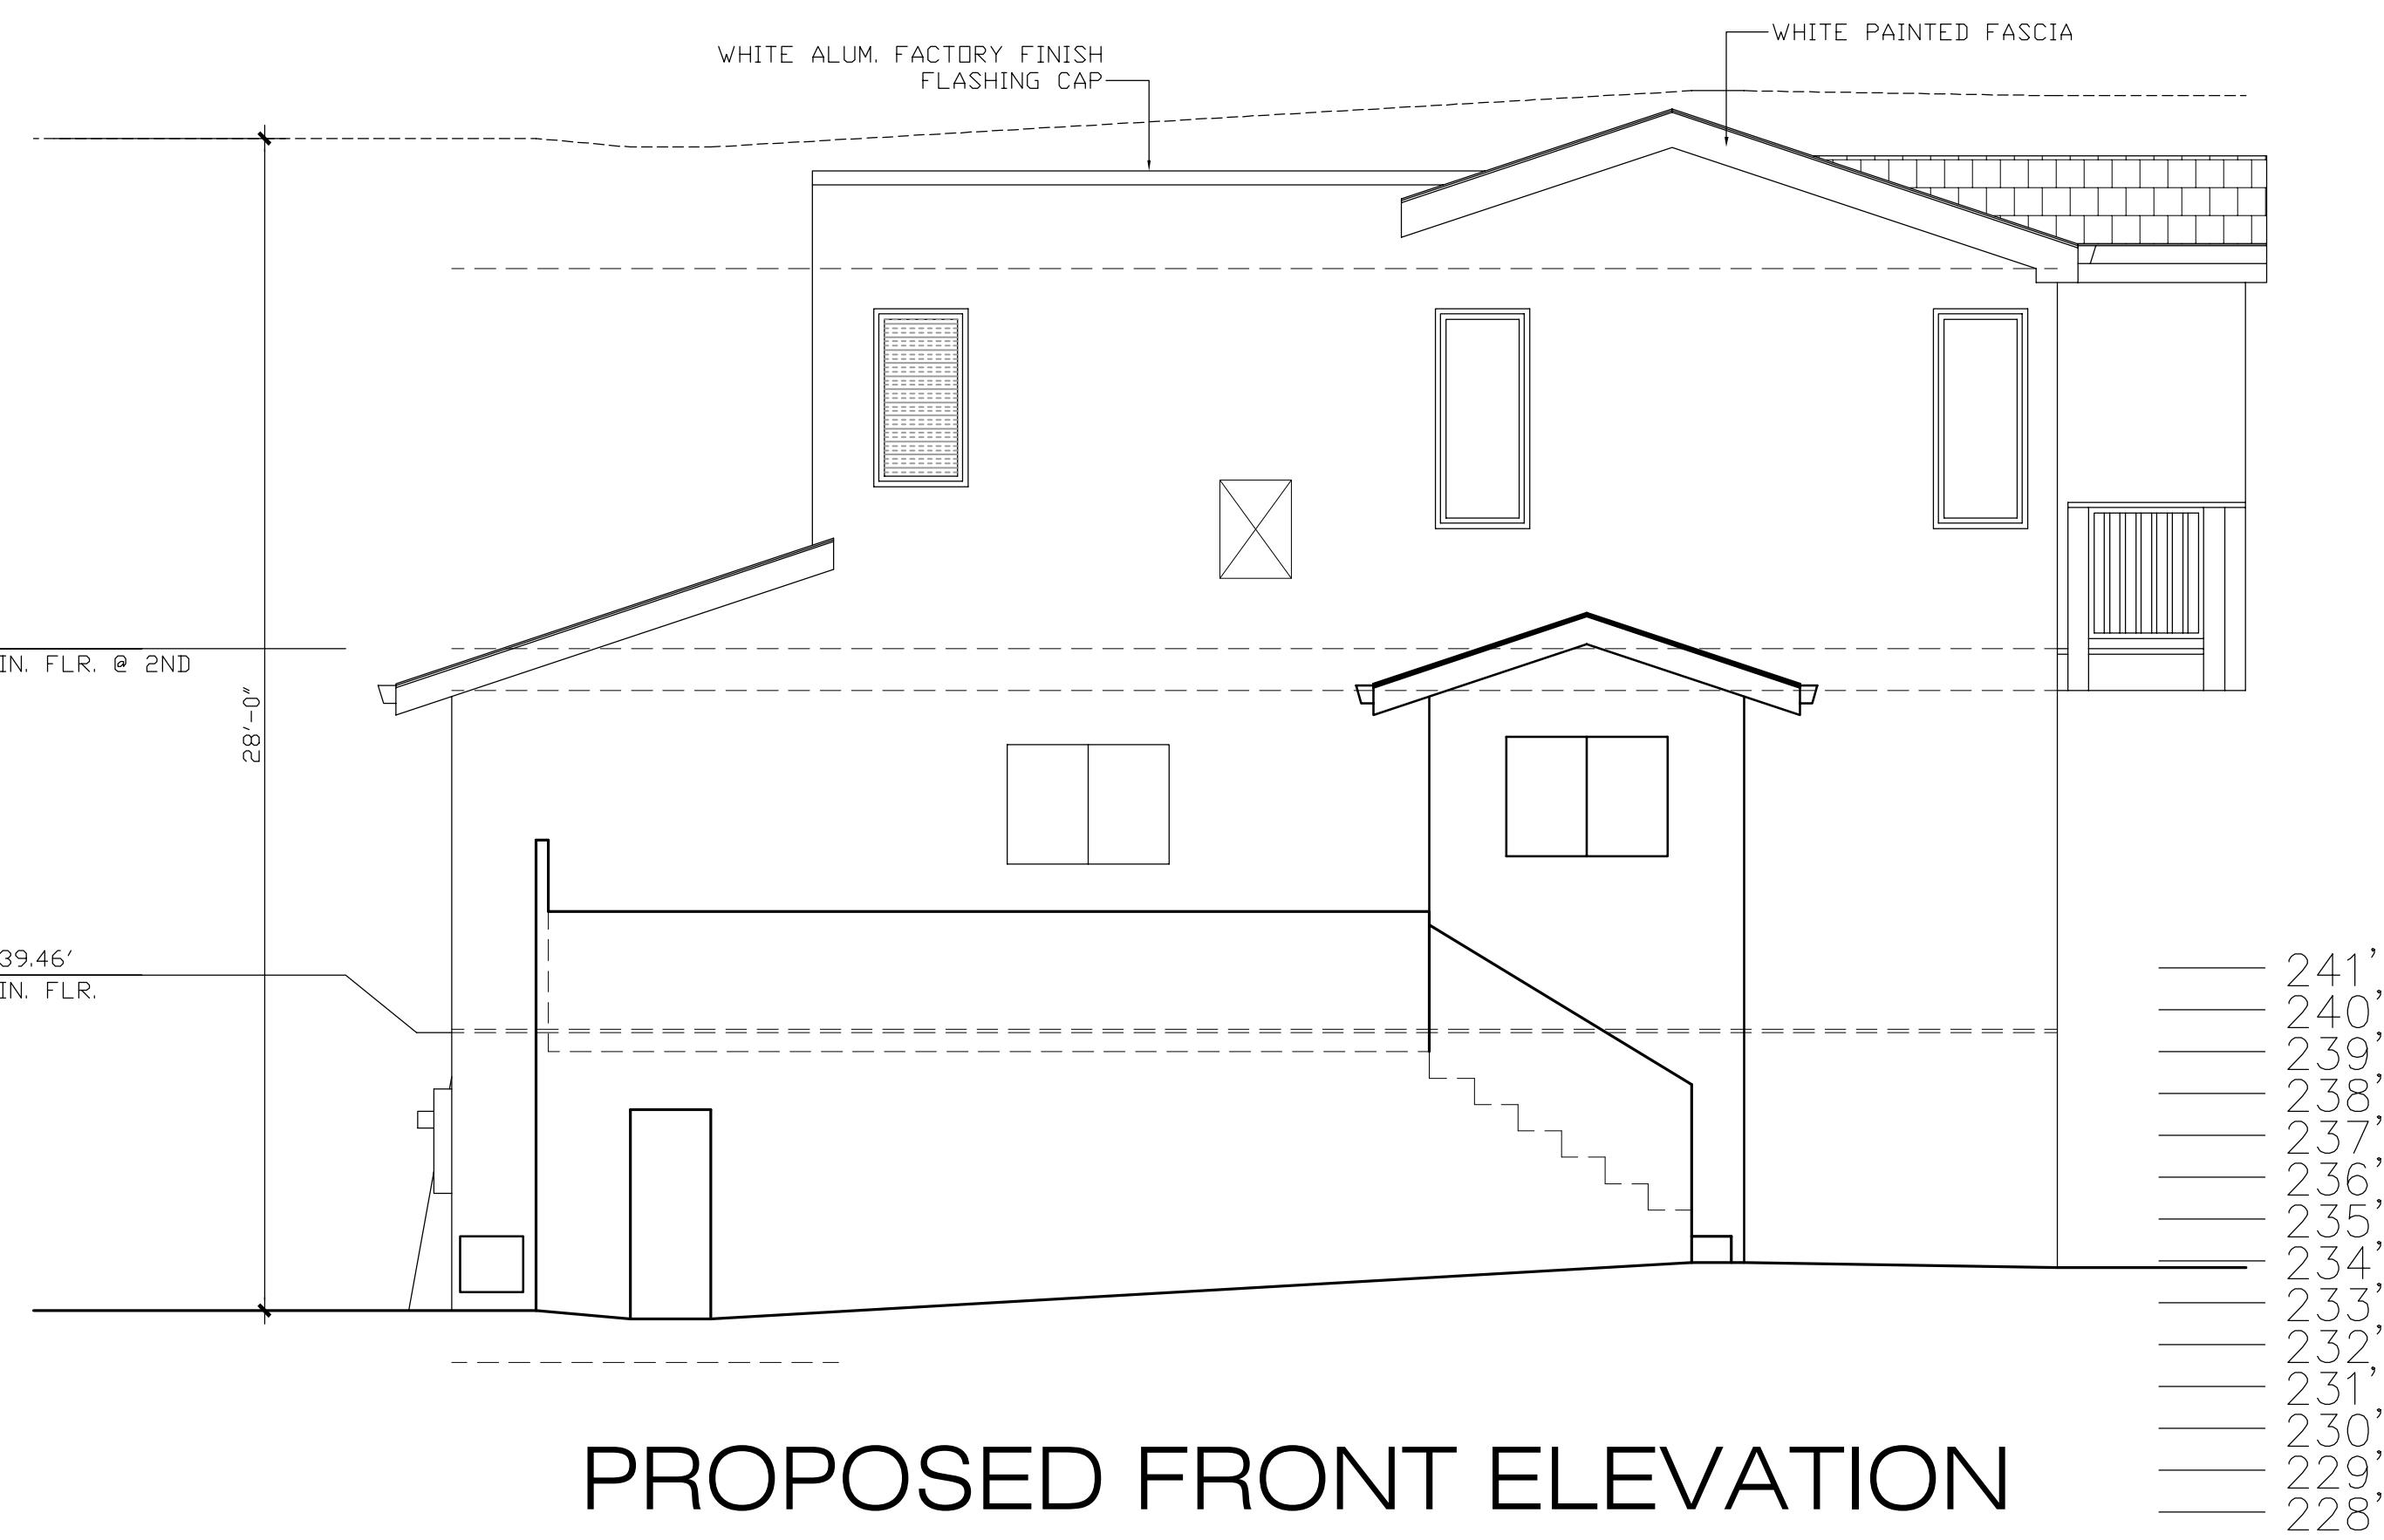 WHITE PAINTED FASCIA
WHITE ALUM. FACTORY FINISH
FLASHING CAP
IN. FLR. @ 2ND
28'-0"
39.46'
IN. FLR.
241'
240'
239'
238'
237'
236'
235'
234'
233'
232'
231'
230'
229'
228'
PROPOSED FRONT ELEVATION